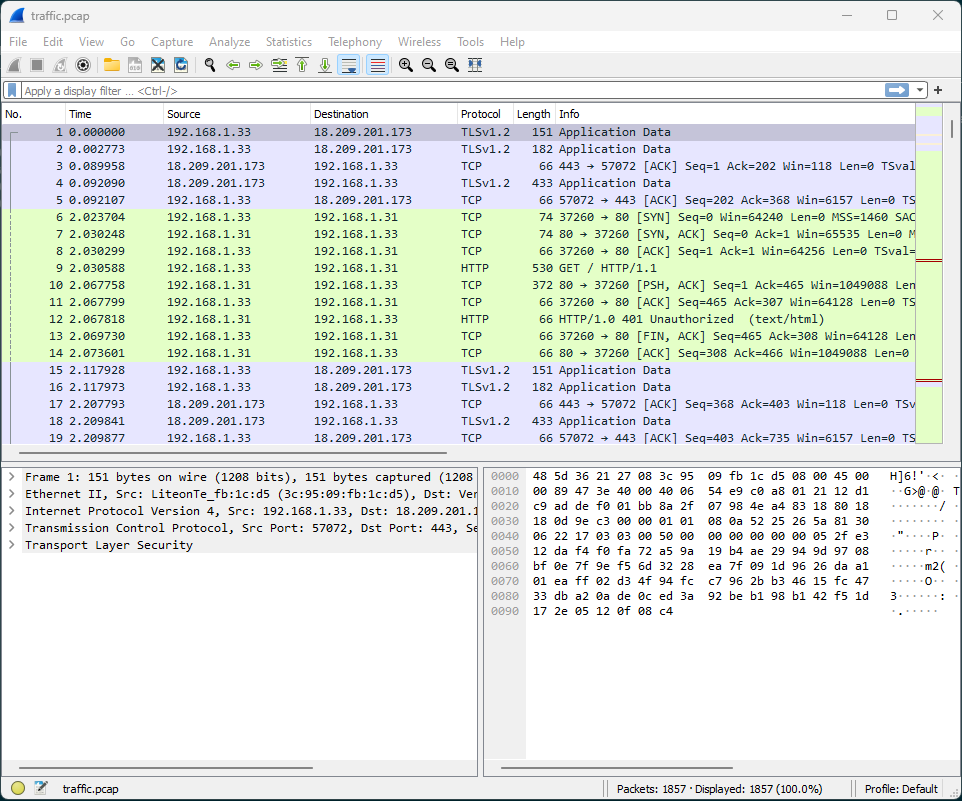 traffic.pcap
File Edit View Go Capture Analyze Statistics Telephony Wireless Tools Help
Apply a display filter ... <Ctrl-/>
No. Time Source Destination Protocol Length Info
1 0.000000 192.168.1.33 18.209.201.173 TLSv1.2 151 Application Data
2 0.002773 192.168.1.33 18.209.201.173 TLSv1.2 182 Application Data
3 0.089958 18.209.201.173 192.168.1.33 TCP 66 443 → 57072 [ACK] Seq=1 Ack=202 Win=118 Len=0 TSval
4 0.092090 18.209.201.173 192.168.1.33 TLSv1.2 433 Application Data
5 0.092107 192.168.1.33 18.209.201.173 TCP 66 57072 → 443 [ACK] Seq=202 Ack=368 Win=6157 Len=0 TS
6 2.023704 192.168.1.33 192.168.1.31 TCP 74 37260 → 80 [SYN] Seq=0 Win=64240 Len=0 MSS=1460 SAC
7 2.030248 192.168.1.31 192.168.1.33 TCP 74 80 → 37260 [SYN, ACK] Seq=0 Ack=1 Win=65535 Len=0 M
8 2.030299 192.168.1.33 192.168.1.31 TCP 66 37260 → 80 [ACK] Seq=1 Ack=1 Win=64256 Len=0 TSval=
9 2.030588 192.168.1.33 192.168.1.31 HTTP 530 GET / HTTP/1.1
10 2.067758 192.168.1.31 192.168.1.33 TCP 372 80 → 37260 [PSH, ACK] Seq=1 Ack=465 Win=1049088 Len
11 2.067799 192.168.1.33 192.168.1.31 TCP 66 37260 → 80 [ACK] Seq=465 Ack=307 Win=64128 Len=0 TS
12 2.067818 192.168.1.31 192.168.1.33 HTTP 66 HTTP/1.0 401 Unauthorized (text/html)
13 2.069730 192.168.1.33 192.168.1.31 TCP 66 37260 → 80 [FIN, ACK] Seq=465 Ack=308 Win=64128 Len
14 2.073601 192.168.1.31 192.168.1.33 TCP 66 80 → 37260 [ACK] Seq=308 Ack=466 Win=1049088 Len=0
15 2.117928 192.168.1.33 18.209.201.173 TLSv1.2 151 Application Data
16 2.117973 192.168.1.33 18.209.201.173 TLSv1.2 182 Application Data
17 2.207793 18.209.201.173 192.168.1.33 TCP 66 443 → 57072 [ACK] Seq=368 Ack=403 Win=118 Len=0 TSv
18 2.209841 18.209.201.173 192.168.1.33 TLSv1.2 433 Application Data
19 2.209877 192.168.1.33 18.209.201.173 TCP 66 57072 → 443 [ACK] Seq=403 Ack=735 Win=6157 Len=0 TS
Frame 1: 151 bytes on wire (1208 bits), 151 bytes captured (1208
Ethernet II, Src: LiteonTe_fb:1c:d5 (3c:95:09:fb:1c:d5), Dst: Ver
Internet Protocol Version 4, Src: 192.168.1.33, Dst: 18.209.201.1
Transmission Control Protocol, Src Port: 57072, Dst Port: 443, Se
Transport Layer Security
0000 48 5d 36 21 27 08 3c 95 09 fb 1c d5 08 00 45 00 H]6!'·<·
0010 00 89 47 3e 40 00 40 06 54 e9 c0 a8 01 21 12 d1 ··G>@·@· T
0020 c9 ad de f0 01 bb 8a 2f 07 98 4e a4 83 18 80 18 ·······/
0030 18 0d 9e c3 00 00 01 01 08 0a 52 25 26 5a 81 30 ········
0040 06 22 17 03 03 00 50 00 00 00 00 00 00 05 2f e3 ·"····P·
0050 12 da f4 f0 fa 72 a5 9a 19 b4 ae 29 94 9d 97 08 ·····r··
0060 bf 0e 7f 9e f5 6d 32 28 ea 7f 09 1d 96 26 da a1 ·····m2(
0070 01 ea ff 02 d3 4f 94 fc c7 96 2b b3 46 15 fc 47 ·····O··
0080 33 db a2 0a de 0c ed 3a 92 be b1 98 b1 42 f5 1d 3······:
0090 17 2e 05 12 0f 08 c4 ·.·····
traffic.pcap Packets: 1857 · Displayed: 1857 (100.0%) Profile: Default